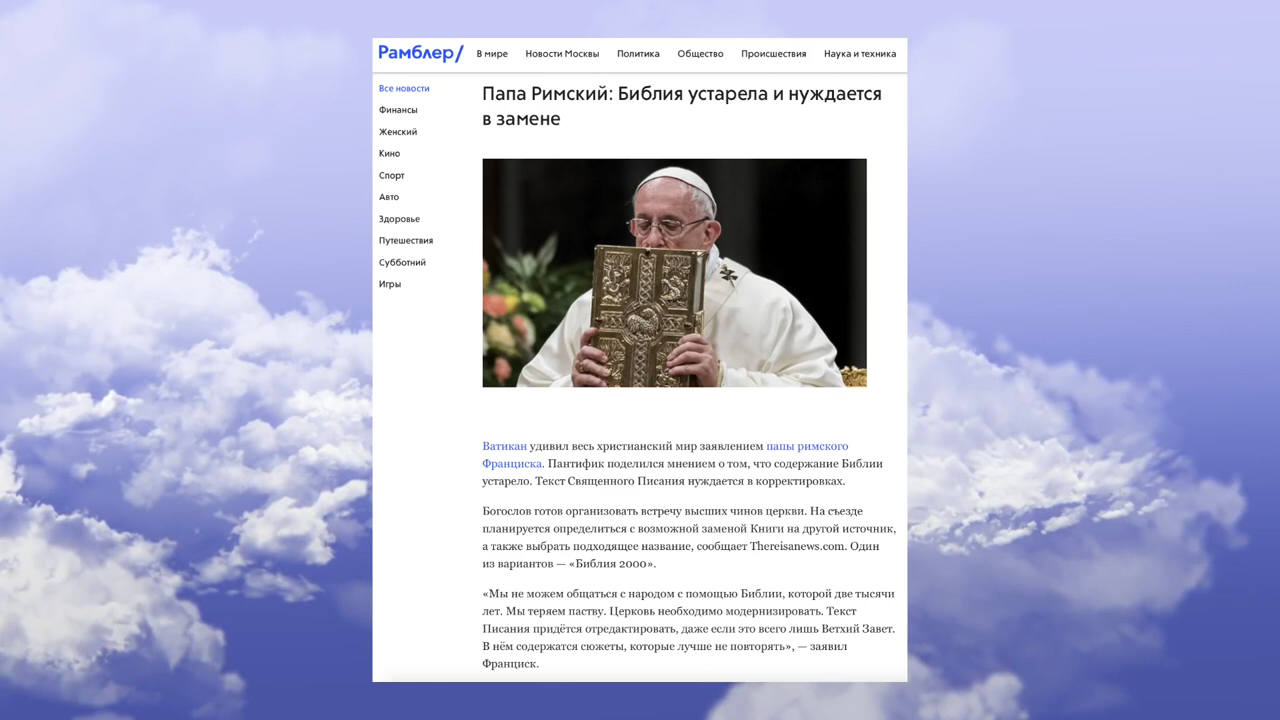 Рамблер/
В мире Новости Москвы Политика Общество Происшествия Наука и техника
Все новости
Финансы
Женский
Кино
Спорт
Авто
Здоровье
Путешествия
Субботний
Игры
Папа Римский: Библия устарела и нуждается
в замене
Ватикан удивил весь христианский мир заявлением папы римского
Франциска. Пантифик поделился мнением о том, что содержание Библии
устарело. Текст Священного Писания нуждается в корректировках.
Богослов готов организовать встречу высших чинов церкви. На съезде
планируется определиться с возможной заменой Книги на другой источник,
а также выбрать подходящее название, сообщает Thereisanews.com. Один
из вариантов — «Библия 2000».
«Мы не можем общаться с народом с помощью Библии, которой две тысячи
лет. Мы теряем паству. Церковь необходимо модернизировать. Текст
Писания придётся отредактировать, даже если это всего лишь Ветхий Завет.
В нём содержатся сюжеты, которые лучше не повторять», — заявил
Франциск.